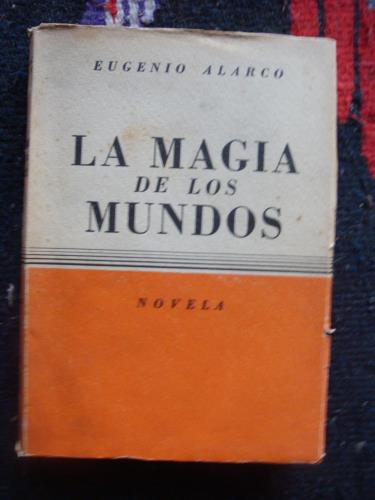 EUGENIO ALARCO
LA MAGIA
DE LOS
MUNDOS
NOVELA